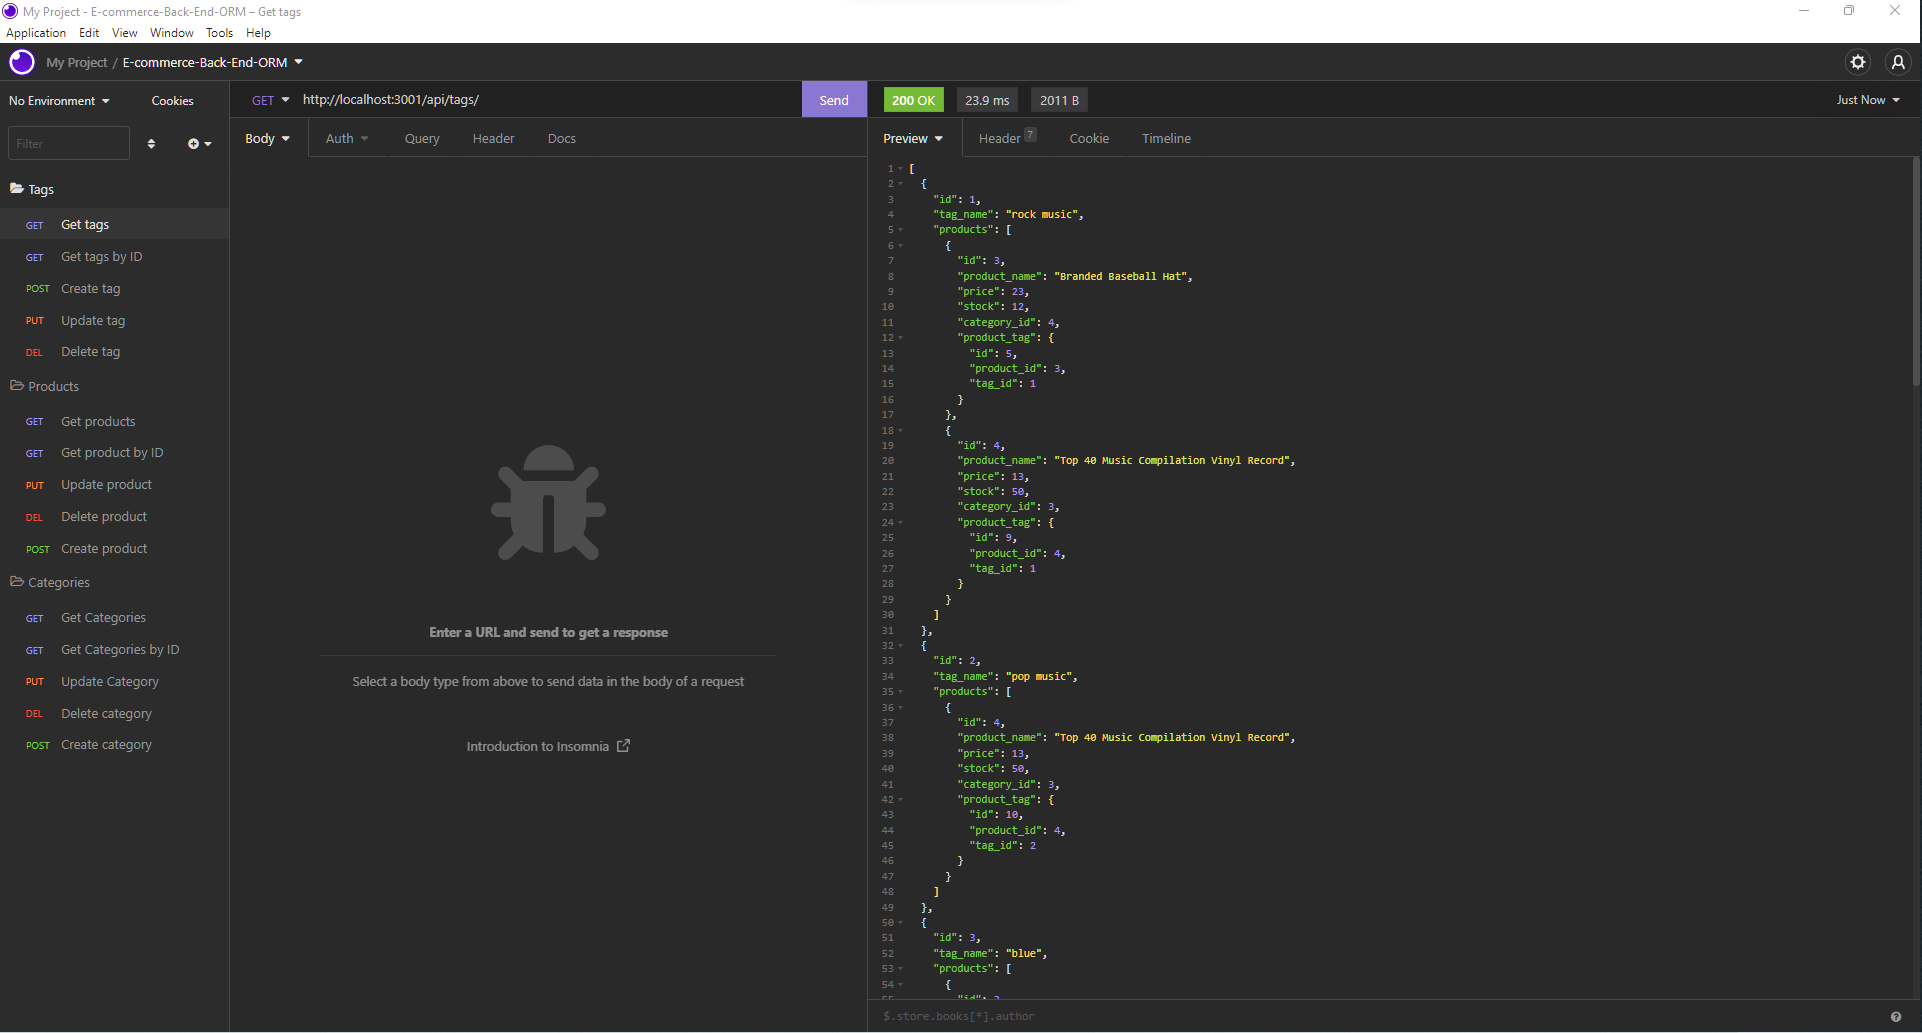 My Project - E-commerce-Back-End-ORM – Get tags
Application Edit View Window Tools Help
My Project / E-commerce-Back-End-ORM
No Environment Cookies
Filter
Tags
GET Get tags
GET Get tags by ID
POST Create tag
PUT Update tag
DEL Delete tag
Products
GET Get products
GET Get product by ID
PUT Update product
DEL Delete product
POST Create product
Categories
GET Get Categories
GET Get Categories by ID
PUT Update Category
DEL Delete category
POST Create category
GET http://localhost:3001/api/tags/ Send
Body Auth Query Header Docs
Enter a URL and send to get a response
Select a body type from above to send data in the body of a request
Introduction to Insomnia
200 OK 23.9 ms 2011 B Just Now
Preview Header 7 Cookie Timeline
1 [
2 {
3 "id": 1,
4 "tag_name": "rock music",
5 "products": [
6 {
7 "id": 3,
8 "product_name": "Branded Baseball Hat",
9 "price": 23,
10 "stock": 12,
11 "category_id": 4,
12 "product_tag": {
13 "id": 5,
14 "product_id": 3,
15 "tag_id": 1
16 }
17 },
18 {
19 "id": 4,
20 "product_name": "Top 40 Music Compilation Vinyl Record",
21 "price": 13,
22 "stock": 50,
23 "category_id": 3,
24 "product_tag": {
25 "id": 9,
26 "product_id": 4,
27 "tag_id": 1
28 }
29 }
30 ]
31 },
32 {
33 "id": 2,
34 "tag_name": "pop music",
35 "products": [
36 {
37 "id": 4,
38 "product_name": "Top 40 Music Compilation Vinyl Record",
39 "price": 13,
40 "stock": 50,
41 "category_id": 3,
42 "product_tag": {
43 "id": 10,
44 "product_id": 4,
45 "tag_id": 2
46 }
47 }
48 ]
49 },
50 {
51 "id": 3,
52 "tag_name": "blue",
53 "products": [
54 {
$.store.books[*].author